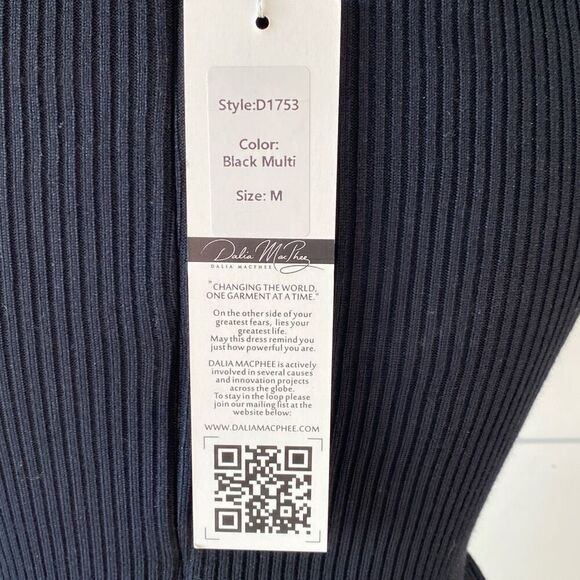 Style:D1753
Color:
Black Multi
Size: M
Dalia MacPhee
DALIA MACPHEE
"CHANGING THE WORLD,
ONE GARMENT AT A TIME."
On the other side of your
greatest fears, lies your
greatest life.
May this dress remind you
just how powerful you are.
DALIA MACPHEE is actively
involved in several causes
and innovation projects
across the globe.
To stay in the loop please
join our mailing list at the
website below:
WWW.DALIAMACPHEE.COM